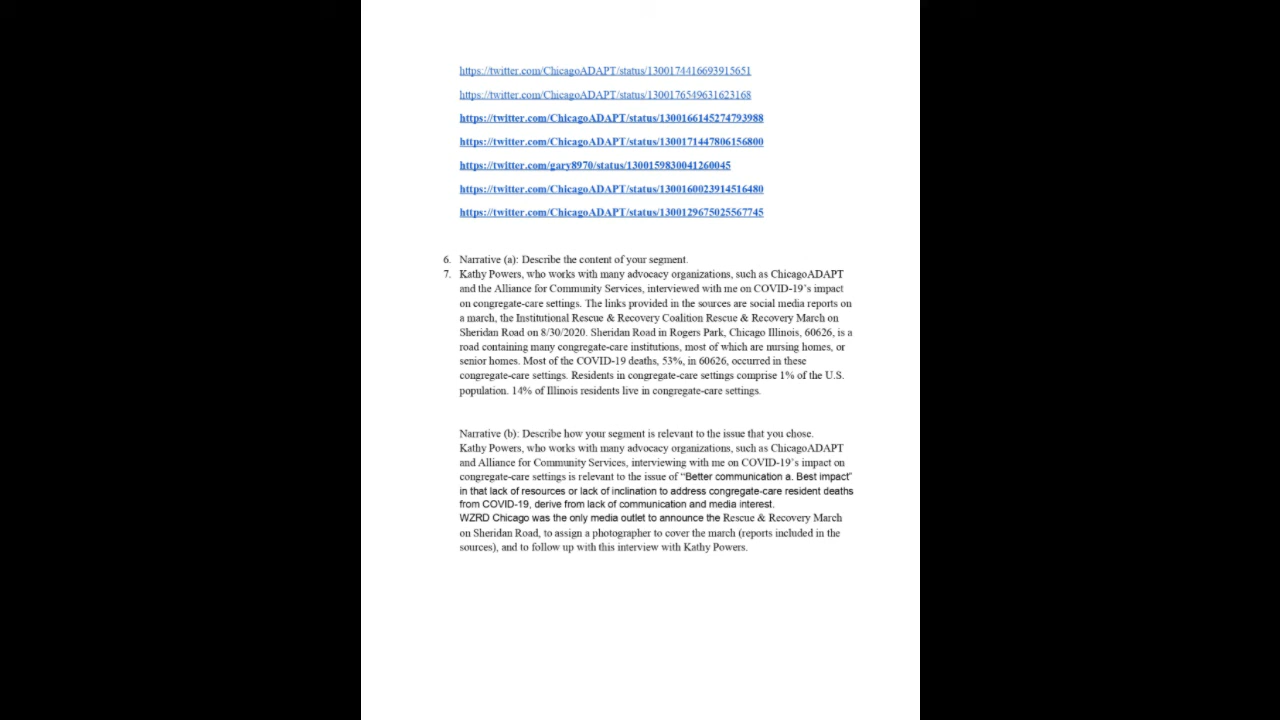 https://twitter.com/ChicagoADAPT/status/1300174416693915651
https://twitter.com/ChicagoADAPT/status/1300176549631623168
https://twitter.com/ChicagoADAPT/status/1300166145274793988
https://twitter.com/ChicagoADAPT/status/1300171447806156800
https://twitter.com/gary8970/status/1300159830041260045
https://twitter.com/ChicagoADAPT/status/1300160023914516480
https://twitter.com/ChicagoADAPT/status/1300129675025567745
6. Narrative (a): Describe the content of your segment.
7. Kathy Powers, who works with many advocacy organizations, such as ChicagoADAPT
and the Alliance for Community Services, interviewed with me on COVID-19’s impact
on congregate-care settings. The links provided in the sources are social media reports on
a march, the Institutional Rescue & Recovery Coalition Rescue & Recovery March on
Sheridan Road on 8/30/2020. Sheridan Road in Rogers Park, Chicago Illinois, 60626, is a
road containing many congregate-care institutions, most of which are nursing homes, or
senior homes. Most of the COVID-19 deaths, 53%, in 60626, occurred in these
congregate-care settings. Residents in congregate-care settings comprise 1% of the U.S.
population. 14% of Illinois residents live in congregate-care settings.
Narrative (b): Describe how your segment is relevant to the issue that you chose.
Kathy Powers, who works with many advocacy organizations, such as ChicagoADAPT
and Alliance for Community Services, interviewing with me on COVID-19’s impact on
congregate-care settings is relevant to the issue of “Better communication a. Best impact”
in that lack of resources or lack of inclination to address congregate-care resident deaths
from COVID-19, derive from lack of communication and media interest.
WZRD Chicago was the only media outlet to announce the Rescue & Recovery March
on Sheridan Road, to assign a photographer to cover the march (reports included in the
sources), and to follow up with this interview with Kathy Powers.